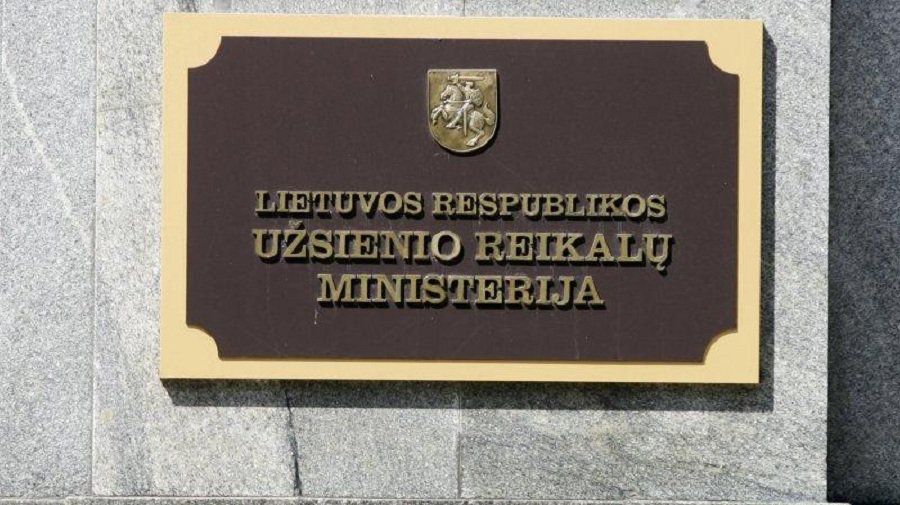 LIETUVOS RESPUBLIKOS
UŽSIENIO REIKALŲ
MINISTERIJA